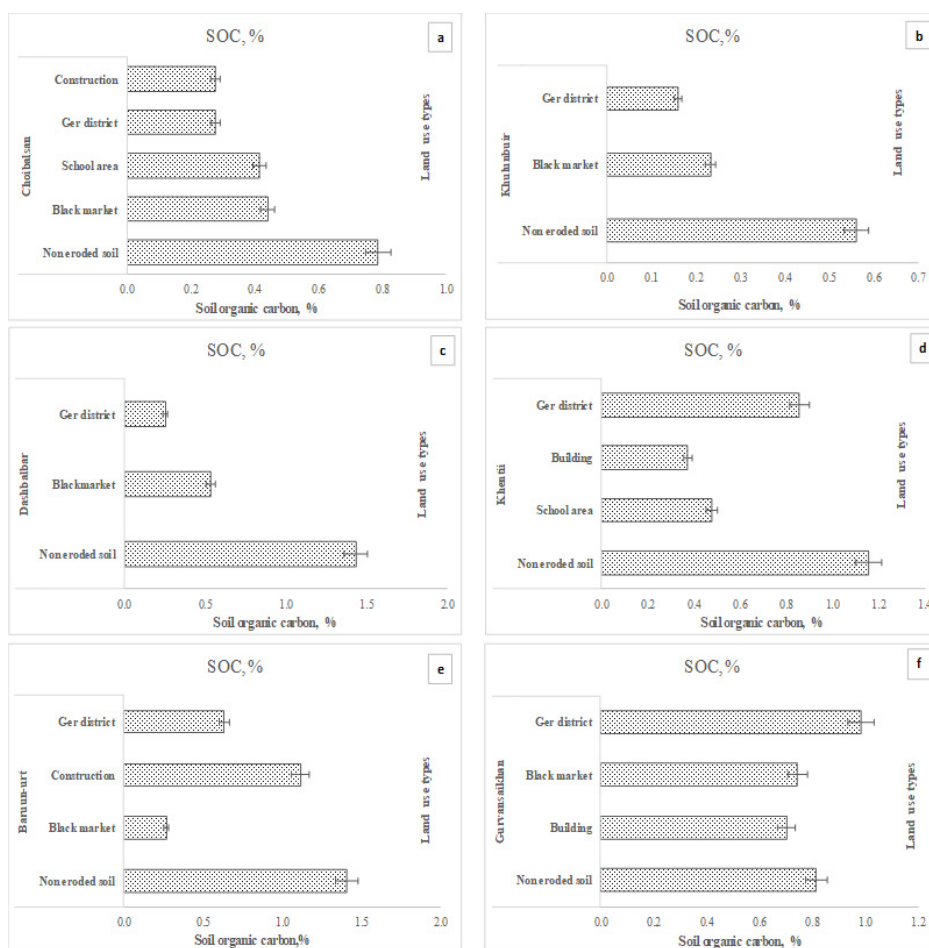 SOC, %
a
Choibalsan
Construction
Ger district
School area
Black market
Non eroded soil
Land use types
0.0 0.2 0.4 0.6 0.8 1.0
Soil organic carbon, %
SOC, %
b
Ger district
Black market
Non eroded soil
Land use types
0.0 0.1 0.2 0.3 0.4 0.5 0.6 0.7
Soil organic carbon, %
SOC, %
c
Dashbalbar
Ger district
Blackmarket
Non eroded soil
Land use types
0.0 0.5 1.0 1.5 2.0
Soil organic carbon, %
SOC, %
d
Khentii
Ger district
Building
School area
Non eroded soil
Land use types
0.0 0.2 0.4 0.6 0.8 1.0 1.2 1.4
Soil organic carbon, %
SOC, %
e
Baruun-urt
Ger district
Construction
Black market
Non eroded soil
Land use types
0.0 0.5 1.0 1.5 2.0
Soil organic carbon,%
SOC, %
f
Gurvansaikhan
Ger district
Black market
Building
Non eroded soil
Land use types
0.0 0.2 0.4 0.6 0.8 1.0 1.2
Soil organic carbon, %